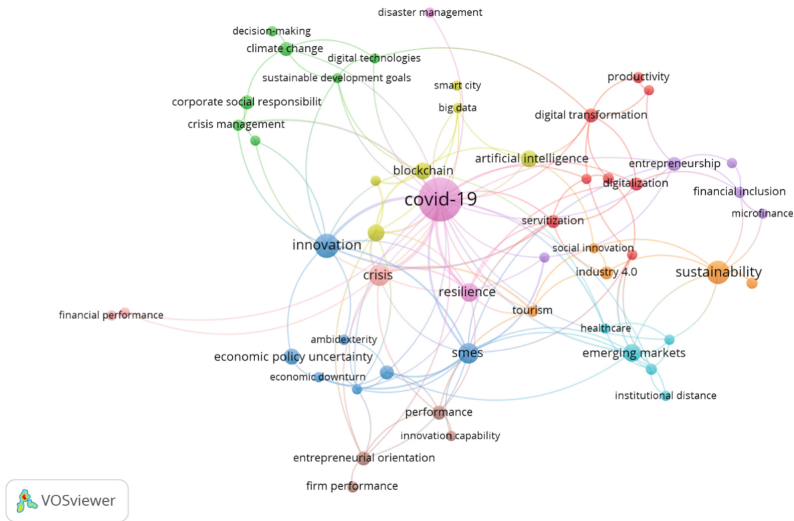 disaster management
decision-making
climate change
digital technologies
sustainable development goals
smart city
productivity
corporate social responsibilit
big data
digital transformation
crisis management
artificial intelligence
entrepreneurship
blockchain
digitalization
financial inclusion
covid-19
microfinance
servitization
innovation
social innovation
crisis
industry 4.0
sustainability
resilience
tourism
financial performance
healthcare
ambidexterity
economic policy uncertainty
smes
emerging markets
economic downturn
institutional distance
performance
innovation capability
entrepreneurial orientation
firm performance
VOSviewer